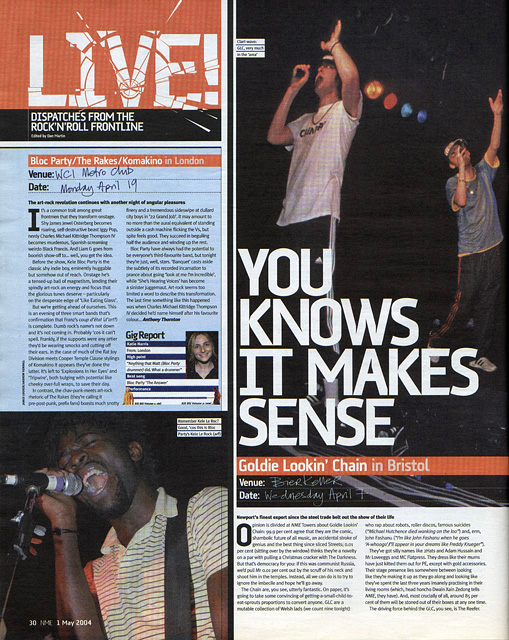 LIVE!
DISPATCHES FROM THE
ROCK'N'ROLL FRONTLINE
Edited by Dan Martin
Bloc Party/The Rakes/Komakino in London
Venue: WC1 Metro Club
Date: Monday April 19
The art-rock revolution continues with another night of angular pleasures
It's a common trait among great
frontmen that they transform onstage.
Shy James Jewel Osterberg becomes
roaring, self-destructive beast Iggy Pop,
nerdy Charles Michael Kittridge Thompson IV
becomes murderous, Spanish-screaming
weirdo Black Francis. And Liam G goes from
boorish show-off to... well, you get the idea.
Before the show, Kele Bloc Party is the
classic shy indie boy, eminently huggable
but somehow out of reach. Onstage he's
a tensed-up ball of magnetism, lending their
spindly art-rock an energy and focus that
the glorious tunes deserve – particularly
on the desperate edge of 'Like Eating Glass'.
But we're getting ahead of ourselves. This
is an evening of three smart bands that's
confirmation that Franz's coup d'état
is complete. Dumb rock's name's not down
and it's not coming in. Probably too it can't
spell. Frankly, if the supports were any artier
they'd be wearing smocks and cutting off
their ears. In the case of much of the flat Joy
Division meets Cooper Temple Clause stylings
of Komakino it appears they've done the
latter. It's left to 'Explosions In Her Eyes' and
'Tripwire', both bulging with potential like
cheeky over-full wraps, to save their day.
In contrast, the chav-punk-meets-art-sick
rhetoric of The Rakes (they're calling it
pre-post-punk, prefix fans) boasts much snotty
finery and a tremendous sideswipe at dullard
city boys in '22 Grand Job'. It may amount to
no more than the aural equivalent of standing
outside a cash machine flicking the Vs, but
spite feels good. They succeed in beguiling
half the audience and winding up the rest.
Bloc Party have always had the potential to
be everyone's third-favourite band, but tonight
they're just, well, stars. 'Banquet' casts aside
the subtlety of its recorded incarnation to
prance about going "look at me I'm incredible",
while 'She's Hearing Voices' has become
a sinister juggernaut. Art rock seems too
limited a word to describe this transformation.
The last time something like this happened
was when Charles Michael Kittridge Thompson
IV decided he'd name himself after his favourite
colour... Anthony Thornton
Gig Report
Katie Harris
From: London
High point
"Anything that Matt (Bloc Party
drummer) did. What a drummer"
Best song
Bloc Party 'The Answer'
Performance
Remember Kele Le Roc?
Good, 'cos this is Bloc
Party's Kele Le Rock (arf)
30 NME 1 May 2004
Clart-wave:
GLC, very much
in the 'area'
YOU
KNOWS
IT MAKES
SENSE
Goldie Lookin' Chain in Bristol
Venue: Bierkeller
Date: Wednesday April 7
Newport's finest export since the steel trade belt out the show of their life
Opinion is divided at NME Towers about Goldie Lookin'
Chain. 99.9 per cent agree that they are the comic,
shambolic future of all music, an accidental stroke of
genius and the best thing since sliced Streets; 0.01
per cent (sitting over by the window) thinks they're a novelty
on a par with pulling a Christmas cracker with The Darkness.
But that's democracy for you: if this was communist Russia,
we'd pull Mr 0.01 per cent out by the scruff of his neck and
shoot him in the temples. Instead, all we can do is to try to
ignore the imbecile and hope he'll go away.
The Chain are, you see, utterly fantastic. On paper, it's
going to take some convincing of getting-a-small-child-to-
eat-sprouts proportions to convert anyone. GLC are a
mutable collection of Welsh lads (we count nine tonight)
who rap about robots, roller discos, famous suicides
("Michael Hutchence died wanking on the loo") and, erm,
John Fashanu ("I'm like John Fashanu when he goes
'A-whooga'/I'll appear in your dreams like Freddy Krueger").
They've got silly names like 2Hats and Adam Hussain and
Mr Loveeggs and MC Flatpress. They dress like their mums
have just kitted them out for PE, except with gold accessories.
Their stage presence lies somewhere between looking
like they're making it up as they go along and looking like
they've spent the last three years insanely practising in their
living rooms (which, head honcho Dwain Xain Zedong tells
NME, they have). And, most crucially of all, around 85 per
cent of them will be stoned out of their boxes at any one time.
The driving force behind the GLC, you see, is The Reefer.